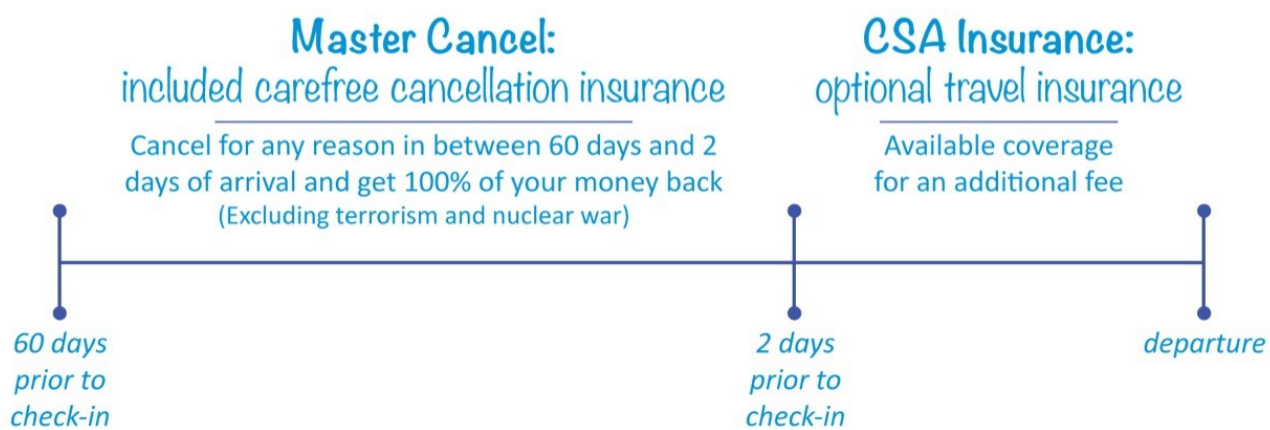 Master Cancel:
included carefree cancellation insurance
Cancel for any reason in between 60 days and 2
days of arrival and get 100% of your money back
(Excluding terrorism and nuclear war)
CSA Insurance:
optional travel insurance
Available coverage
for an additional fee
60 days
prior to
check-in
2 days
prior to
check-in
departure